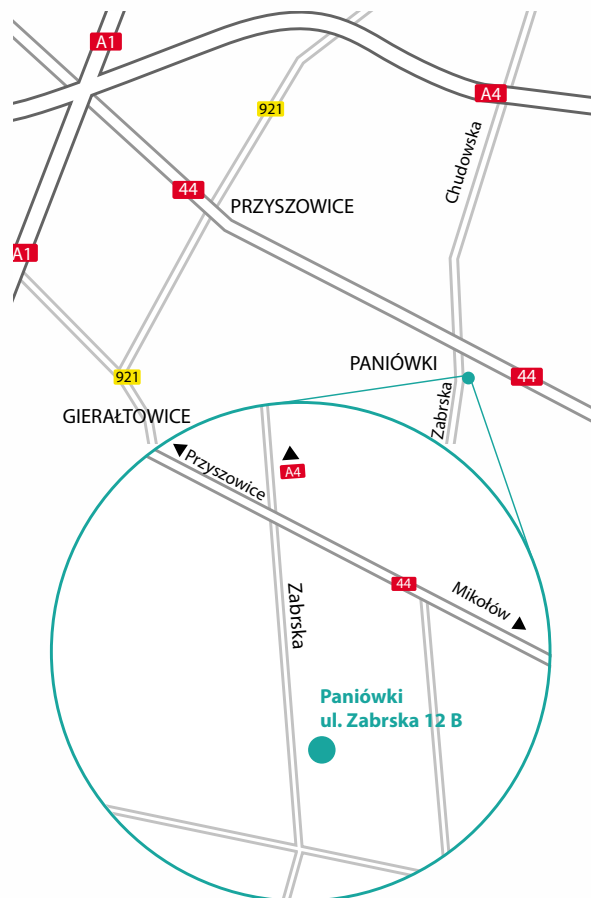 A1
A4
921
Chudowska
44
PRZYSZOWICE
A1
PANIÓWKI
921
44
GIERAŁTOWICE
Zabrska
A4
Przyszowice
44
Zabrska
Mikołów
Paniówki
ul. Zabrska 12 B